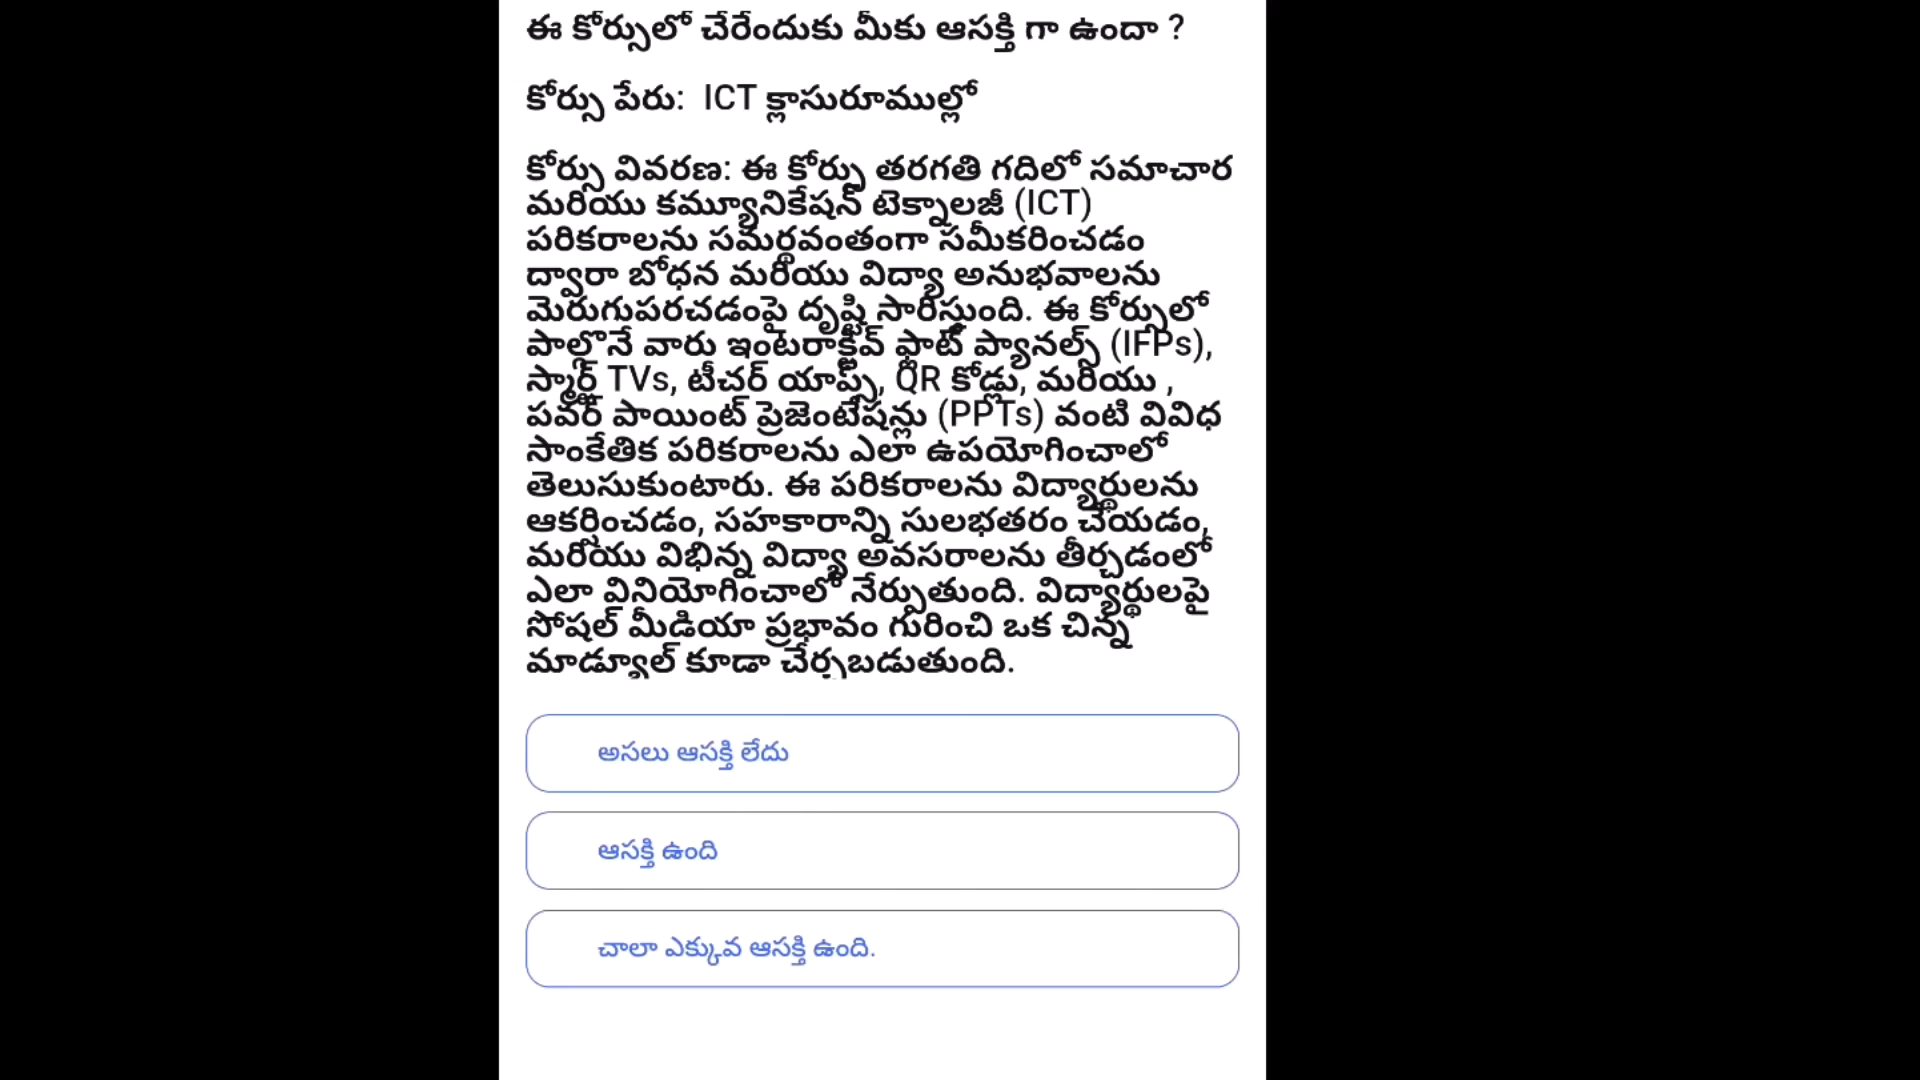 ఈ కోర్సులో చేరేందుకు మీకు ఆసక్తి గా ఉందా ?
కోర్సు పేరు: ICT క్లాసురూముల్లో
కోర్సు వివరణ: ఈ కోర్సు తరగతి గదిలో సమాచార
మరియు కమ్యూనికేషన్ టెక్నాలజీ (ICT)
పరికరాలను సమర్థవంతంగా సమీకరించడం
ద్వారా బోధన మరియు విద్యా అనుభవాలను
మెరుగుపరచడంపై దృష్టి సారిస్తుంది. ఈ కోర్సులో
పాల్గొనే వారు ఇంటరాక్టివ్ ఫ్లాట్ ప్యానల్స్ (IFPs),
స్మార్ట్ TVs, టీచర్ యాప్స్, QR కోడ్లు, మరియు ,
పవర్ పాయింట్ ప్రెజెంటేషన్లు (PPTs) వంటి వివిధ
సాంకేతిక పరికరాలను ఎలా ఉపయోగించాలో
తెలుసుకుంటారు. ఈ పరికరాలను విద్యార్థులను
ఆకర్షించడం, సహకారాన్ని సులభతరం చేయడం,
మరియు విభిన్న విద్యా అవసరాలను తీర్చడంలో
ఎలా వినియోగించాలో నేర్పుతుంది. విద్యార్థులపై
సోషల్ మీడియా ప్రభావం గురించి ఒక చిన్న
మాడ్యూల్ కూడా చేర్చబడుతుంది.
అసలు ఆసక్తి లేదు
ఆసక్తి ఉంది
చాలా ఎక్కువ ఆసక్తి ఉంది.